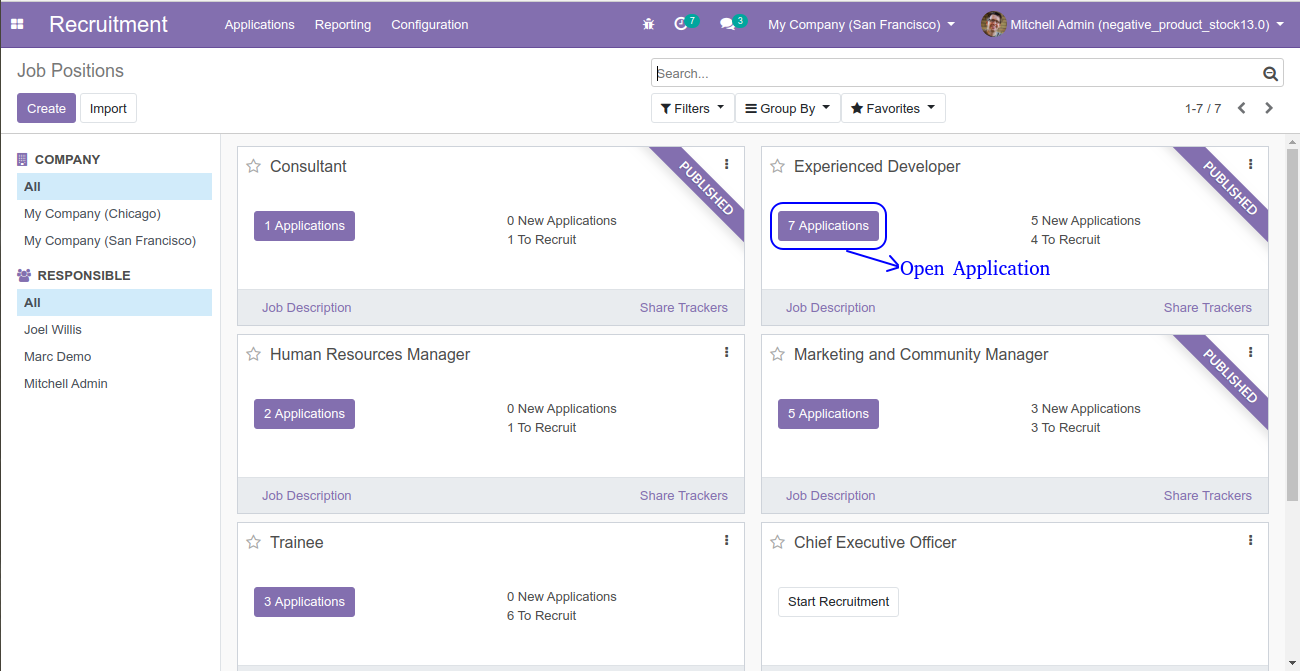 Recruitment
Applications Reporting Configuration
7
3
My Company (San Francisco)
Mitchell Admin (negative_product_stock13.0)
Job Positions
Search...
Create Import
Filters Group By Favorites
1-7 / 7
COMPANY
All
My Company (Chicago)
My Company (San Francisco)
RESPONSIBLE
All
Joel Willis
Marc Demo
Mitchell Admin
Consultant
PUBLISHED
1 Applications
0 New Applications
1 To Recruit
Job Description Share Trackers
Experienced Developer
PUBLISHED
7 Applications
5 New Applications
4 To Recruit
Open Application
Job Description Share Trackers
Human Resources Manager
2 Applications
0 New Applications
1 To Recruit
Job Description Share Trackers
Marketing and Community Manager
PUBLISHED
5 Applications
3 New Applications
3 To Recruit
Job Description Share Trackers
Trainee
3 Applications
0 New Applications
6 To Recruit
Chief Executive Officer
Start Recruitment